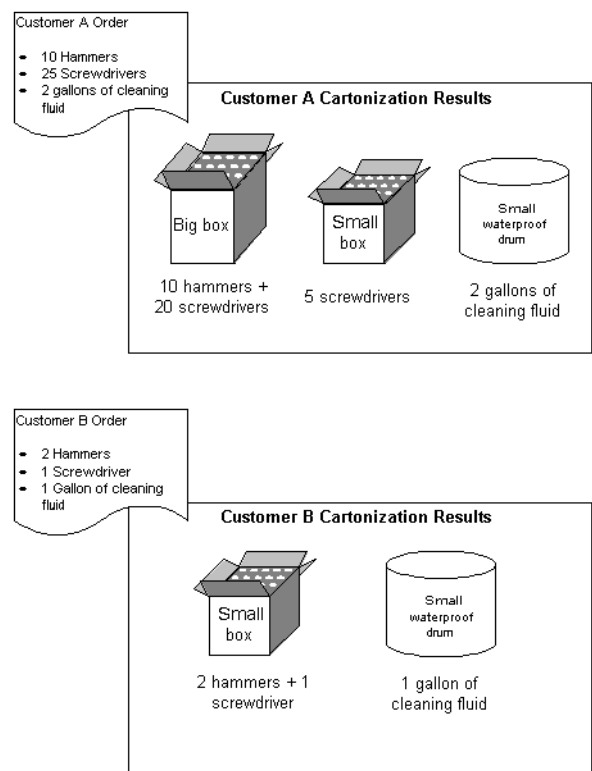 Customer A Order
• 10 Hammers
• 25 Screwdrivers
• 2 gallons of cleaning
fluid
Customer A Cartonization Results
Big box
10 hammers +
20 screwdrivers
Small
box
5 screwdrivers
Small
waterproof
drum
2 gallons of
cleaning fluid
Customer B Order
• 2 Hammers
• 1 Screwdriver
• 1 Gallon of cleaning
fluid
Customer B Cartonization Results
Small
box
2 hammers + 1
screwdriver
Small
waterproof
drum
1 gallon of
cleaning fluid